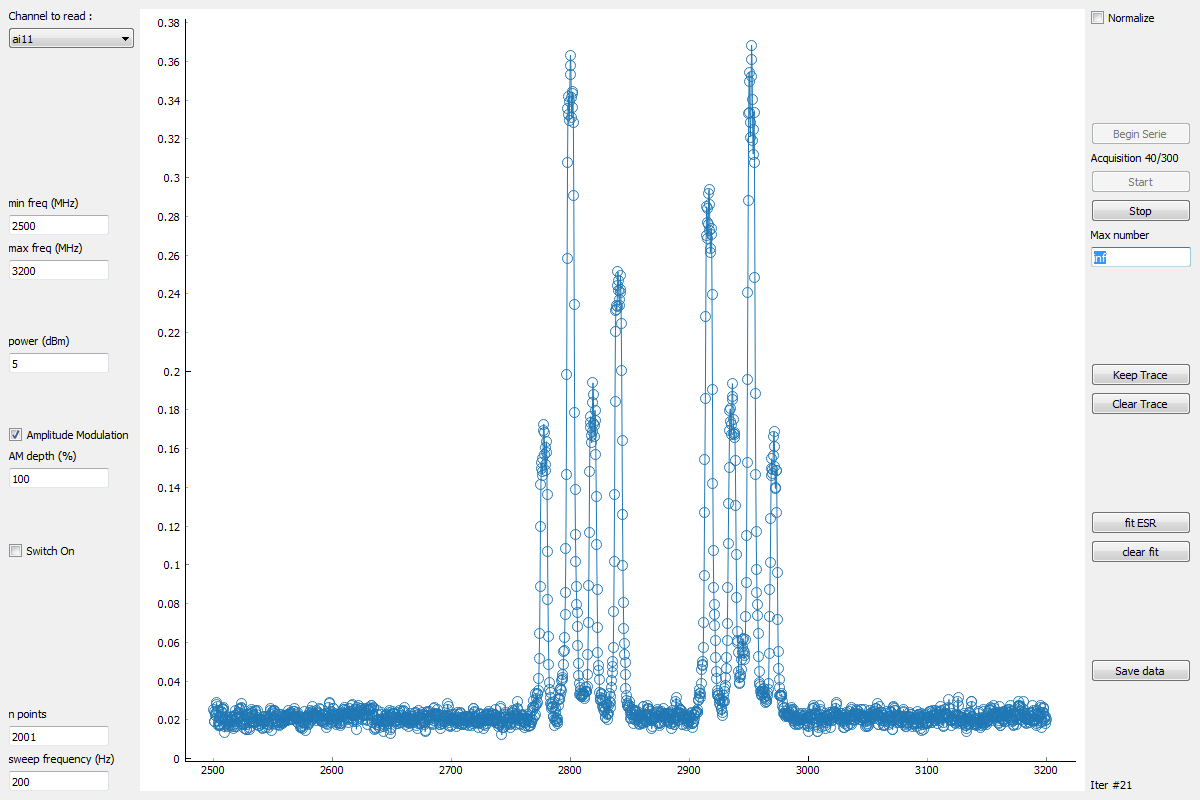 Channel to read :
ai11
min freq (MHz)
2500
max freq (MHz)
3200
power (dBm)
5
Amplitude Modulation
AM depth (%)
100
Switch On
n points
2001
sweep frequency (Hz)
200
0.38
0.36
0.34
0.32
0.3
0.28
0.26
0.24
0.22
0.2
0.18
0.16
0.14
0.12
0.1
0.08
0.06
0.04
0.02
0
2500 2600 2700 2800 2900 3000 3100 3200
Normalize
Begin Serie
Acquisition 40/300
Start
Stop
Max number
inf
Keep Trace
Clear Trace
fit ESR
clear fit
Save data
Iter #21